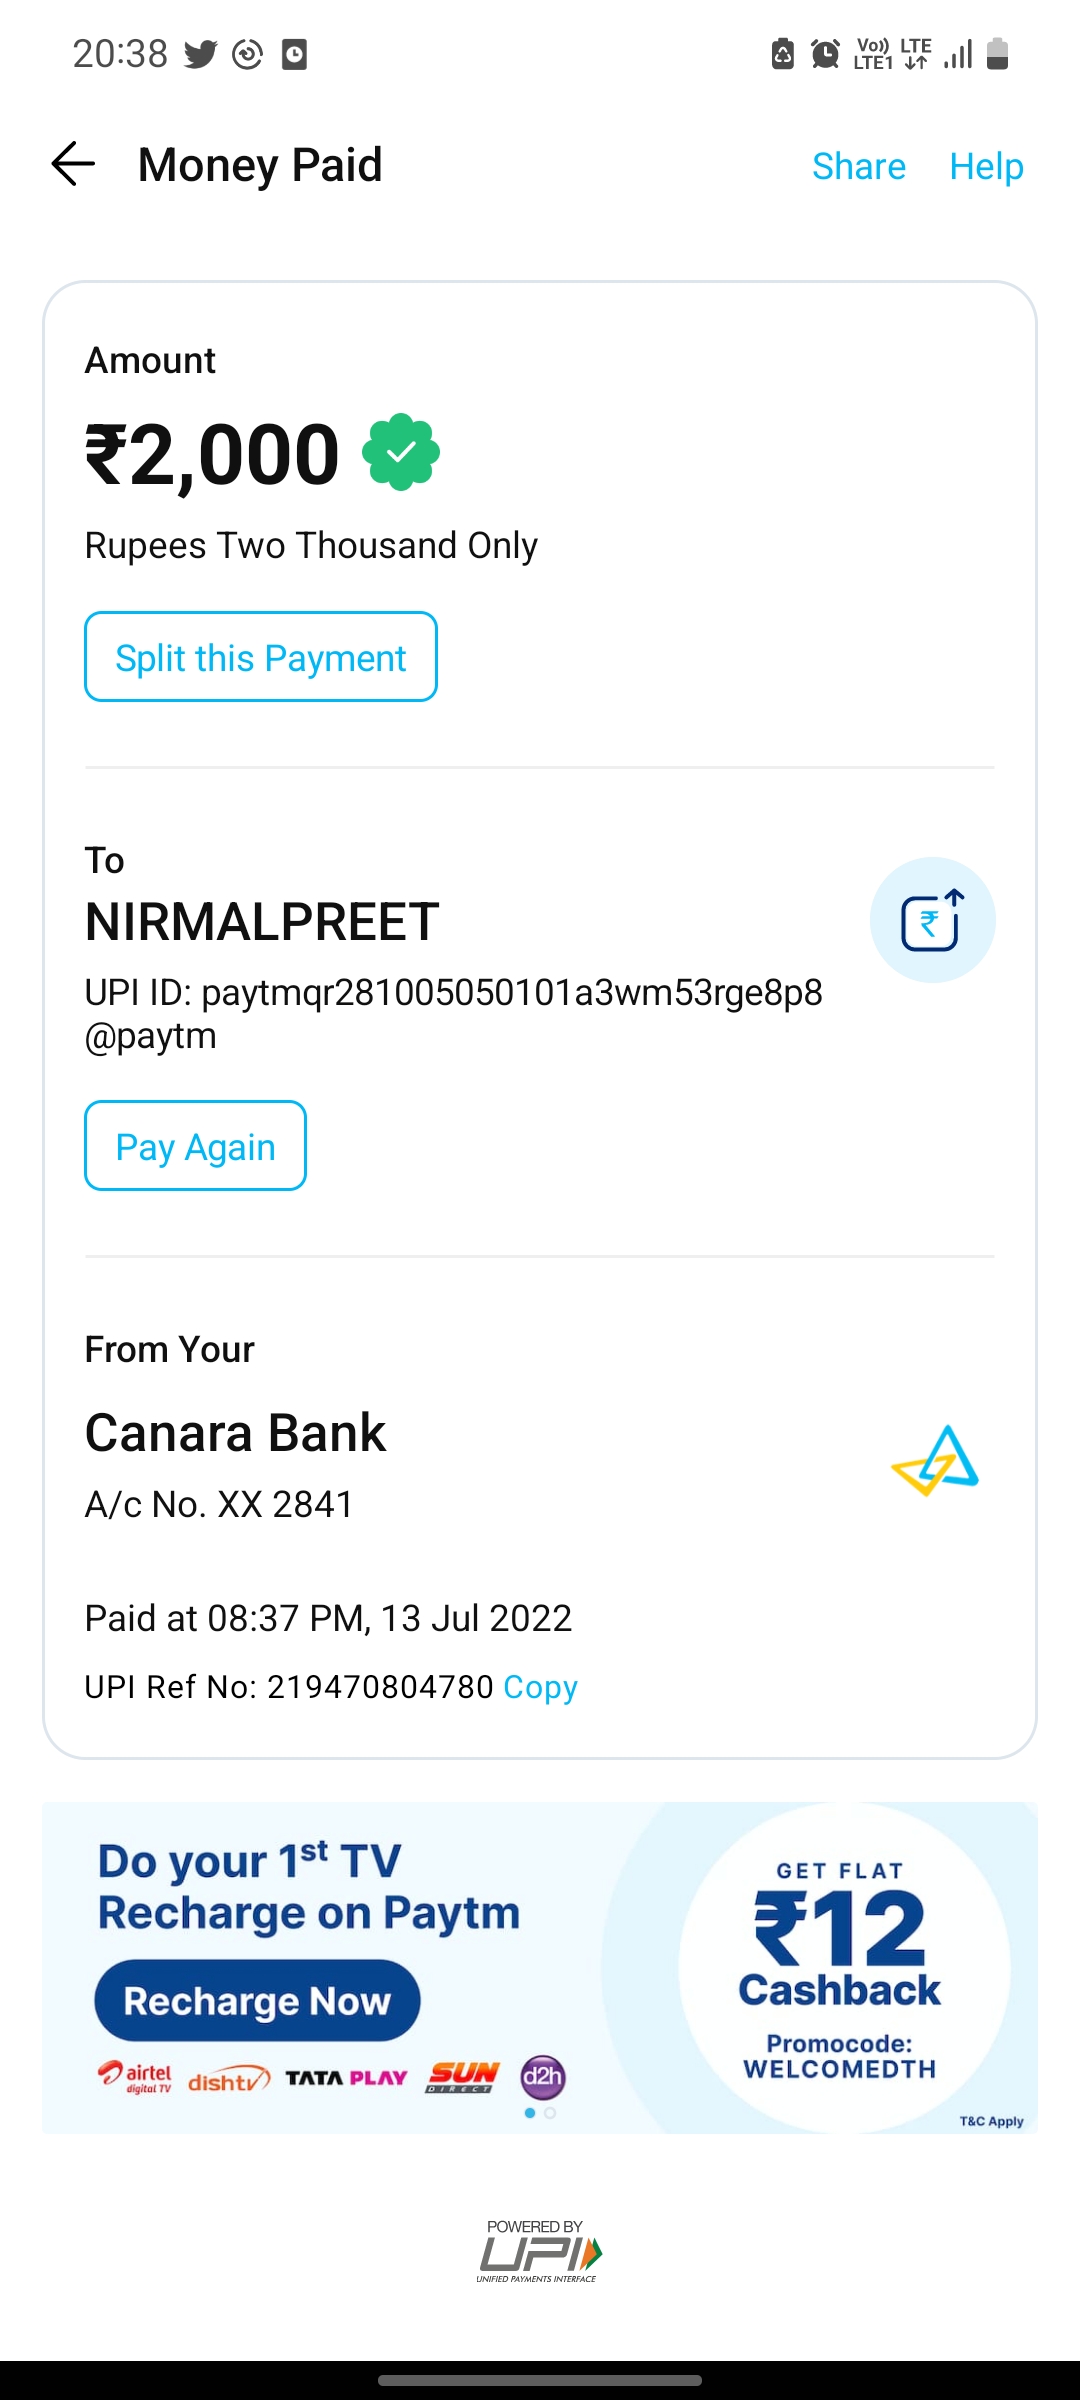 20:38
Vo)) LTE
LTE1
Money Paid
Share Help
Amount
₹2,000
Rupees Two Thousand Only
Split this Payment
To
NIRMALPREET
UPI ID: paytmqr281005050101a3wm53rge8p8
@paytm
Pay Again
From Your
Canara Bank
A/c No. XX 2841
Paid at 08:37 PM, 13 Jul 2022
UPI Ref No: 219470804780 Copy
Do your 1st TV
Recharge on Paytm
Recharge Now
airtel
digital TV
dishtv
TATA PLAY
SUN
DIRECT
d2h
GET FLAT
₹12
Cashback
Promocode:
WELCOMEDTH
T&C Apply
POWERED BY
UPI
UNIFIED PAYMENTS INTERFACE